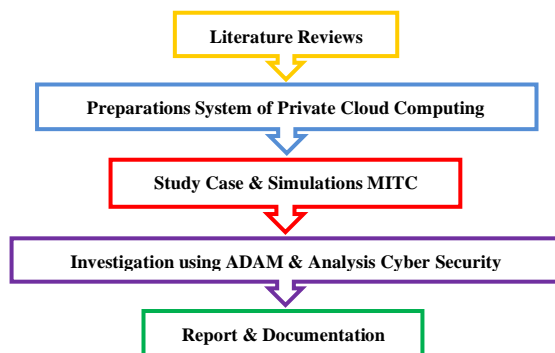 Literature Reviews
Preparations System of Private Cloud Computing
Study Case & Simulations MITC
Investigation using ADAM & Analysis Cyber Security
Report & Documentation